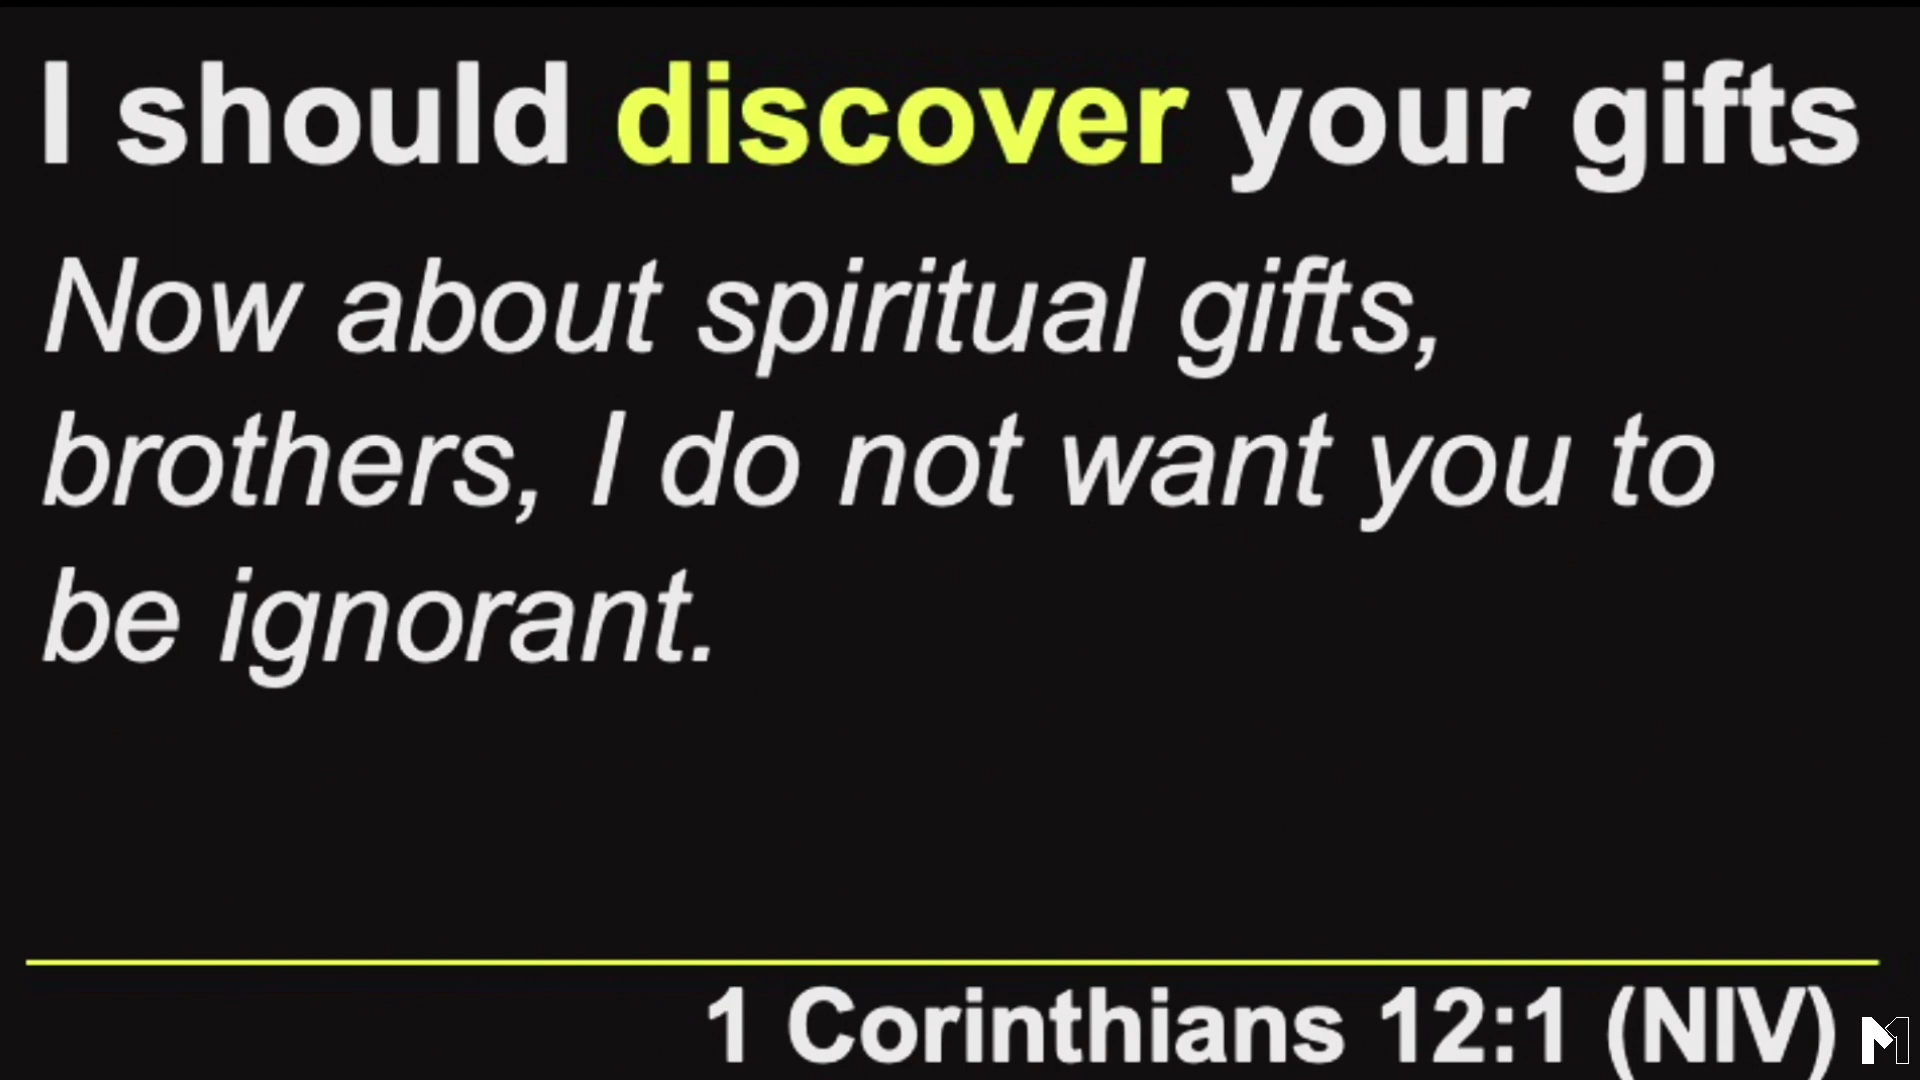 I should discover your gifts
Now about spiritual gifts,
brothers, I do not want you to
be ignorant.
1 Corinthians 12:1 (NIV)